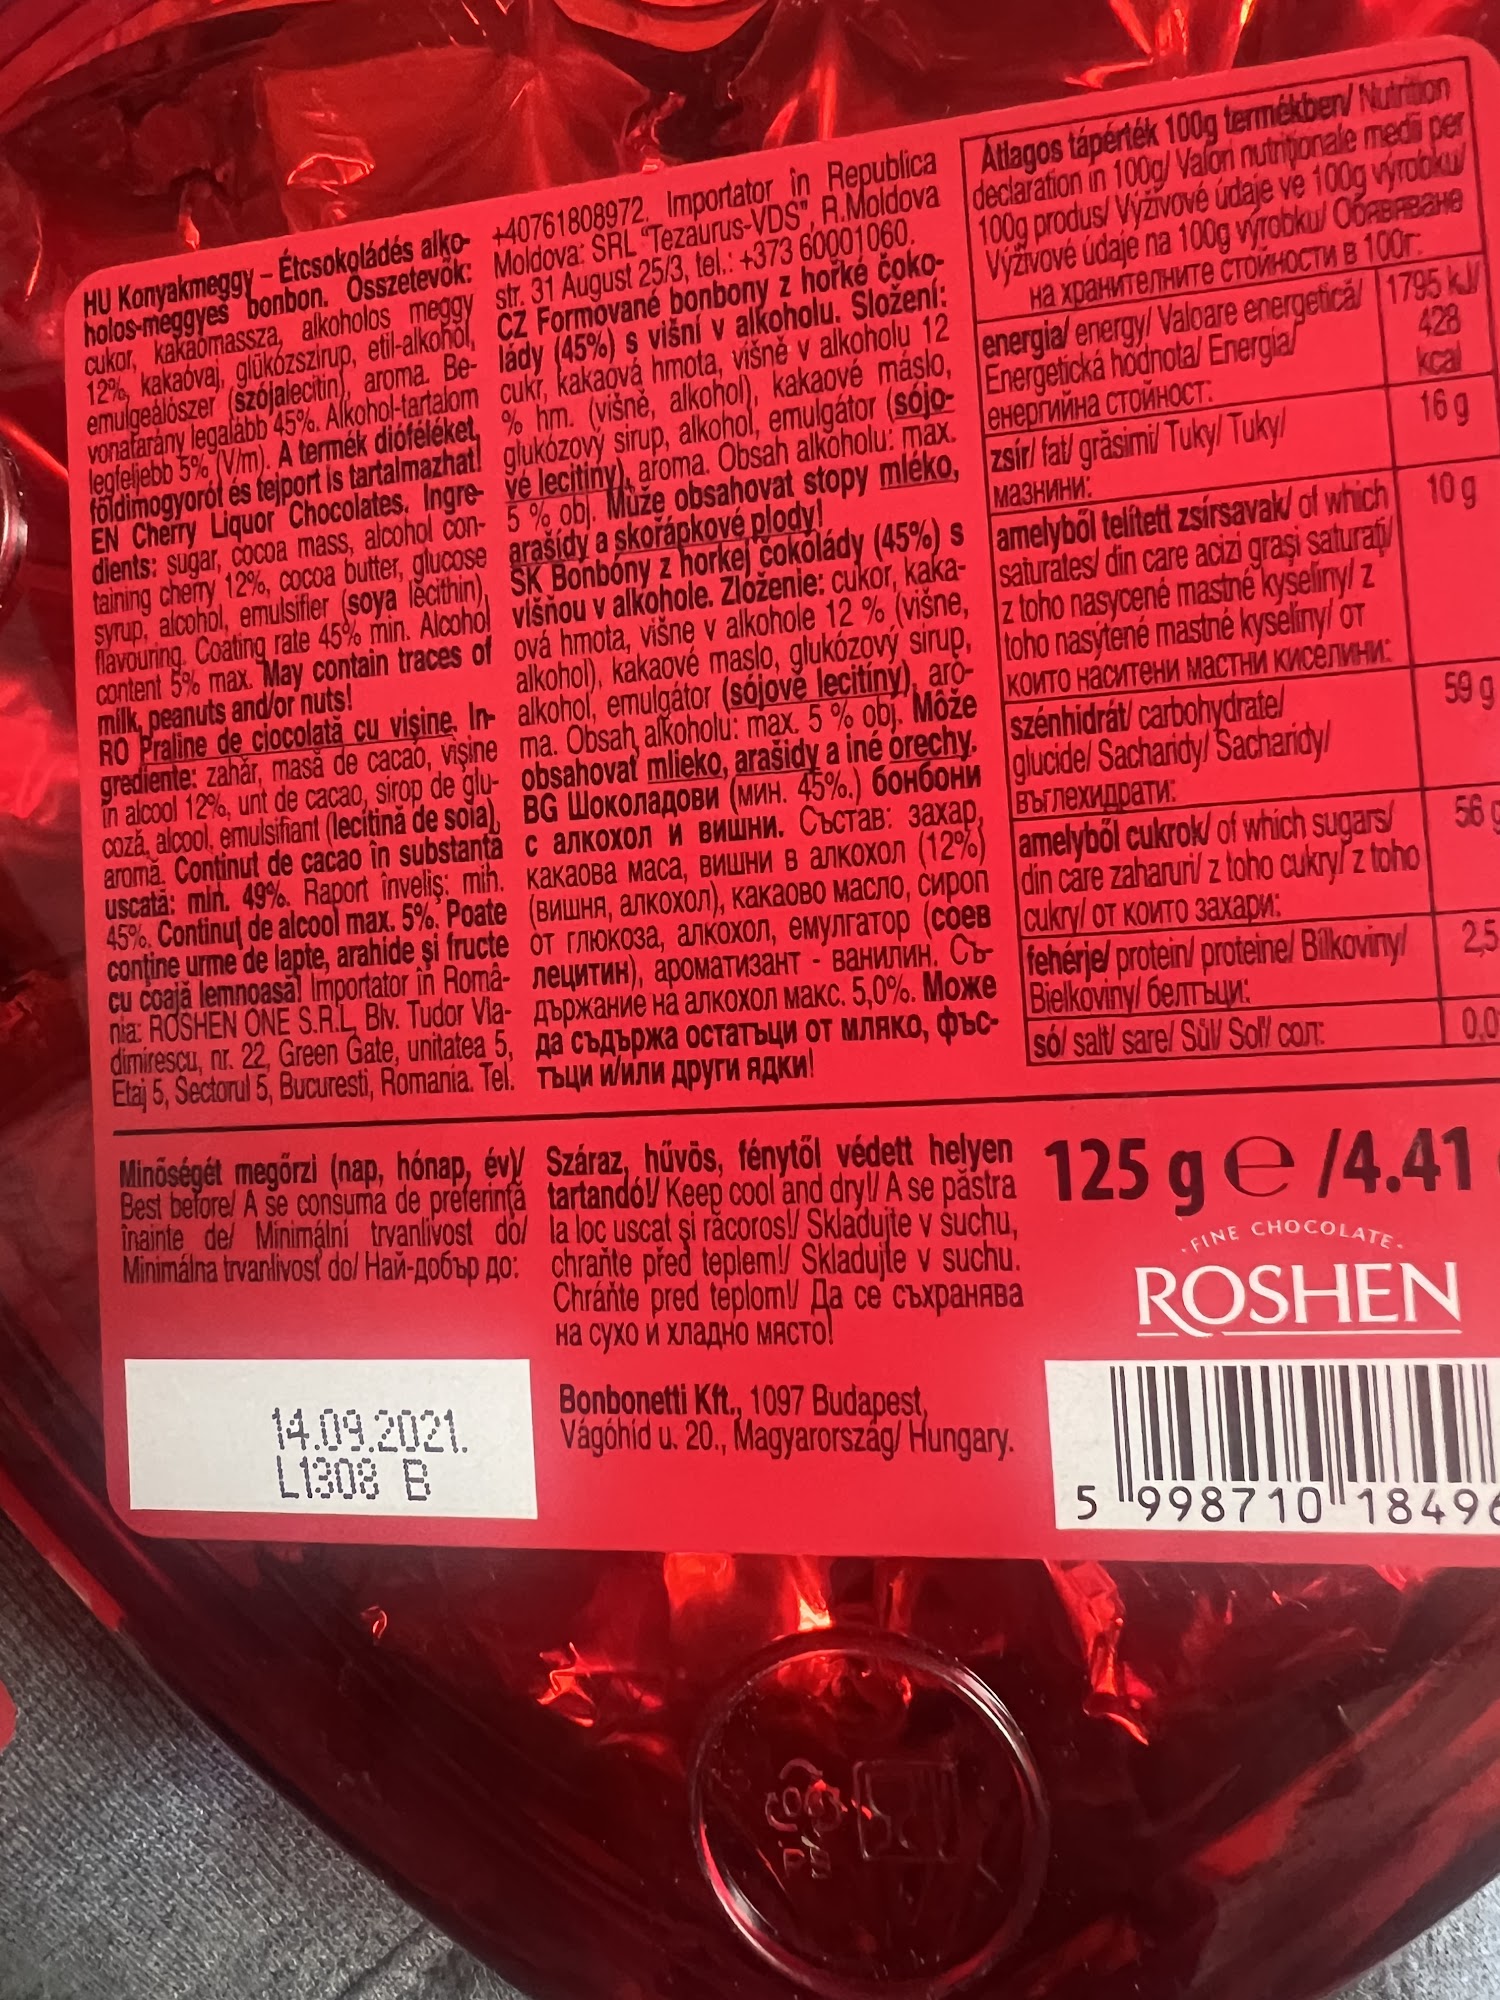 HU Konyakmeggy – Étcsokoládés alko-
holos-meggyes bonbon. Összetevők:
cukor, kakaómassza, alkoholos meggy
12%, kakaóvaj, glükózszirup, etil-alkohol,
emulgeálószer (szójalecitin), aroma. Be-
vonatarány legalább 45%. Alkohol-tartalom
legfeljebb 5% (V/m). A termék dióféléket,
földimogyorót és tejport is tartalmazhat!
EN Cherry Liquor Chocolates. Ingre-
dients: sugar, cocoa mass, alcohol con-
taining cherry 12%, cocoa butter, glucose
syrup, alcohol, emulsifier (soya lecithin),
flavouring. Coating rate 45% min. Alcohol
content 5% max. May contain traces of
milk, peanuts and/or nuts!
RO Praline de ciocolată cu vișine. In-
grediente: zahăr, masă de cacao, vișine
în alcool 12%, unt de cacao, sirop de glu-
coză, alcool, emulsifiant (lecitină de soia),
aromă. Conținut de cacao în substanță
uscată: min. 49%. Raport înveliș: min.
45%. Conținut de alcool max. 5%. Poate
conține urme de lapte, arahide și fructe
cu coajă lemnoasă! Importator în Româ-
nia: ROSHEN ONE S.R.L, Blv. Tudor Vla-
dimirescu, nr. 22, Green Gate, unitatea 5,
Etaj 5, Sectorul 5, Bucuresti, Romania. Tel.
+40761808972. Importator în Republica
Moldova: SRL "Tezaurus-VDS", R.Moldova
str. 31 August 25/3, tel.: +373 60001060.
CZ Formované bonbony z hořké čoko-
lády (45%) s višní v alkoholu. Složení:
cukr, kakaová hmota, višně v alkoholu 12
% hm. (višně, alkohol), kakaové máslo,
glukózový sirup, alkohol, emulgátor (sójo-
vé lecitiny), aroma. Obsah alkoholu: max.
5 % obj. Může obsahovat stopy mléko,
arašídy a skořápkové plody!
SK Bonbóny z horkej čokolády (45%) s
višňou v alkohole. Zloženie: cukor, kaka-
ová hmota, višne v alkohole 12 % (višne,
alkohol), kakaové maslo, glukózový sirup,
alkohol, emulgátor (sójové lecitíny), aró-
ma. Obsah alkoholu: max. 5 % obj. Môže
obsahovať mlieko, arašidy a iné orechy.
BG Шоколадови (мин. 45%.) бонбони
с алкохол и вишни. Състав: захар,
какаова маса, вишни в алкохол (12%)
(вишня, алкохол), какаово масло, сироп
от глюкоза, алкохол, емулгатор (соев
лецитин), ароматизант - ванилин. Съ-
държание на алкохол макс. 5,0%. Може
да съдържа остатъци от мляко, фъс-
тъци и/или други ядки!
Átlagos tápérték 100g termékben/ Nutrition
declaration in 100g/ Valori nutriționale medii per
100g produs/ Výživové údaje ve 100g výrobku/
Výživové údaje na 100g výrobku/ Обявяване
на хранителните стойности в 100г:
energia/ energy/ Valoare energetică/ 1795 kJ/
Energetická hodnota/ Energia/ 428
енергийна стойност: kcal
zsír/ fat/ grăsimi/ Tuky/ Tuky/ 16 g
мазнини:
amelyből telített zsírsavak/ of which 10 g
saturates/ din care acizi grași saturați/
z toho nasycené mastné kyseliny/ z
toho nasýtené mastné kyseliny/ от
които наситени мастни киселини:
szénhidrát/ carbohydrate/ 59 g
glucide/ Sacharidy/ Sacharidy/
въглехидрати:
amelyből cukrok/ of which sugars/ 56 g
din care zaharuri/ z toho cukry/ z toho
cukry/ от които захари:
fehérje/ protein/ proteine/ Bílkoviny/ 2,5
Bielkoviny/ белтъци:
só/ salt/ sare/ Sůl/ Soľ/ сол: 0,0
Minőségét megőrzi (nap, hónap, év)/
Best before/ A se consuma de preferință
înainte de/ Minimální trvanlivost do/
Minimálna trvanlivosť do/ Най-добър до:
Száraz, hűvös, fénytől védett helyen
tartandó!/ Keep cool and dry!/ A se păstra
la loc uscat și răcoros!/ Skladujte v suchu,
chraňte před teplem!/ Skladujte v suchu.
Chráňte pred teplom!/ Да се съхранява
на сухо и хладно място!
125 g e /4.41
FINE CHOCOLATE
ROSHEN
14.09.2021.
L1308 B
Bonbonetti Kft., 1097 Budapest,
Vágóhíd u. 20., Magyarország/ Hungary.
5 998710 18496
PS